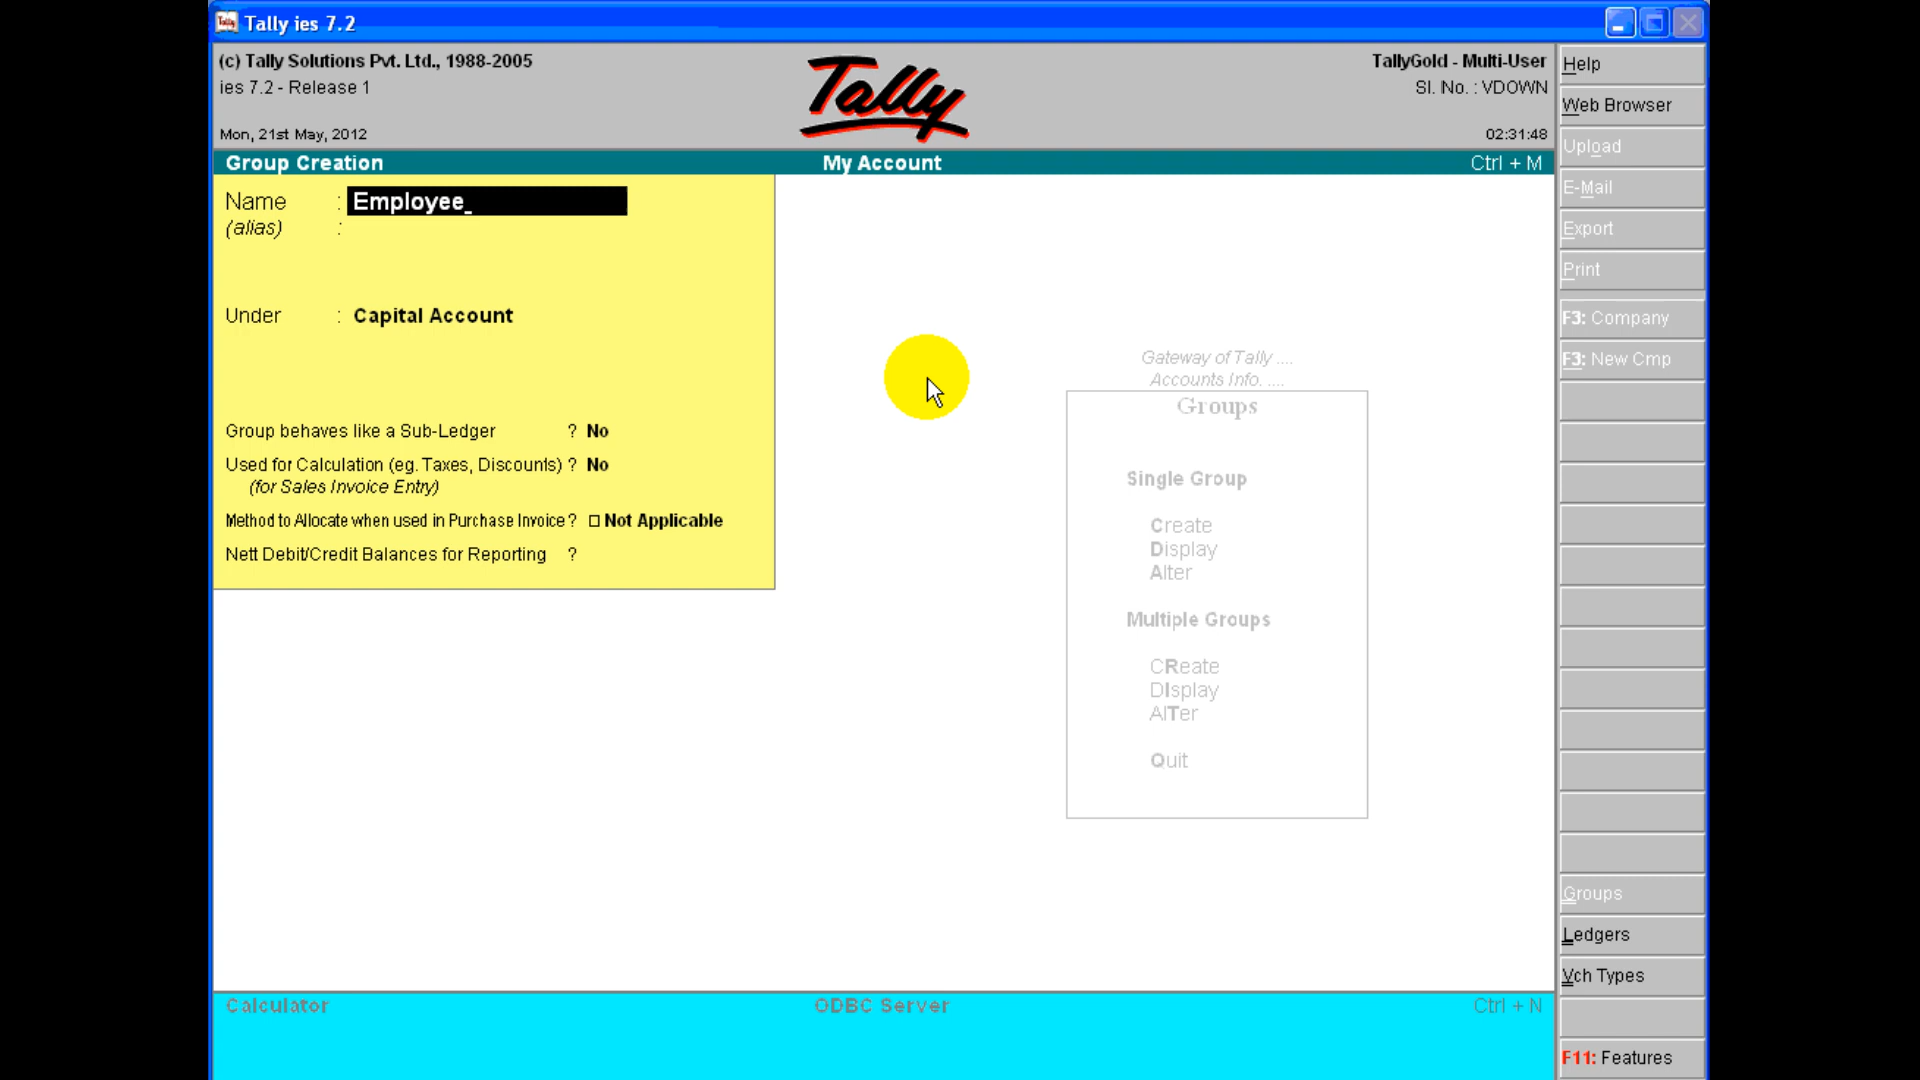 Tally ies 7.2
(c) Tally Solutions Pvt. Ltd., 1988-2005
ies 7.2 - Release 1
Mon, 21st May, 2012
Tally
TallyGold - Multi-User
Sl. No. : VDOWN
02:31:48
Group Creation My Account Ctrl + M
Name : Employee_
(alias) :
Under : Capital Account
Group behaves like a Sub-Ledger ? No
Used for Calculation (eg. Taxes, Discounts) ? No
(for Sales Invoice Entry)
Method to Allocate when used in Purchase Invoice ? □ Not Applicable
Nett Debit/Credit Balances for Reporting ?
Gateway of Tally ....
Accounts Info. ....
Groups
Single Group
Create
Display
Alter
Multiple Groups
CReate
DIsplay
AlTer
Quit
Calculator ODBC Server Ctrl + N
Help
Web Browser
Upload
E-Mail
Export
Print
F3: Company
F3: New Cmp
Groups
Ledgers
Vch Types
F11: Features